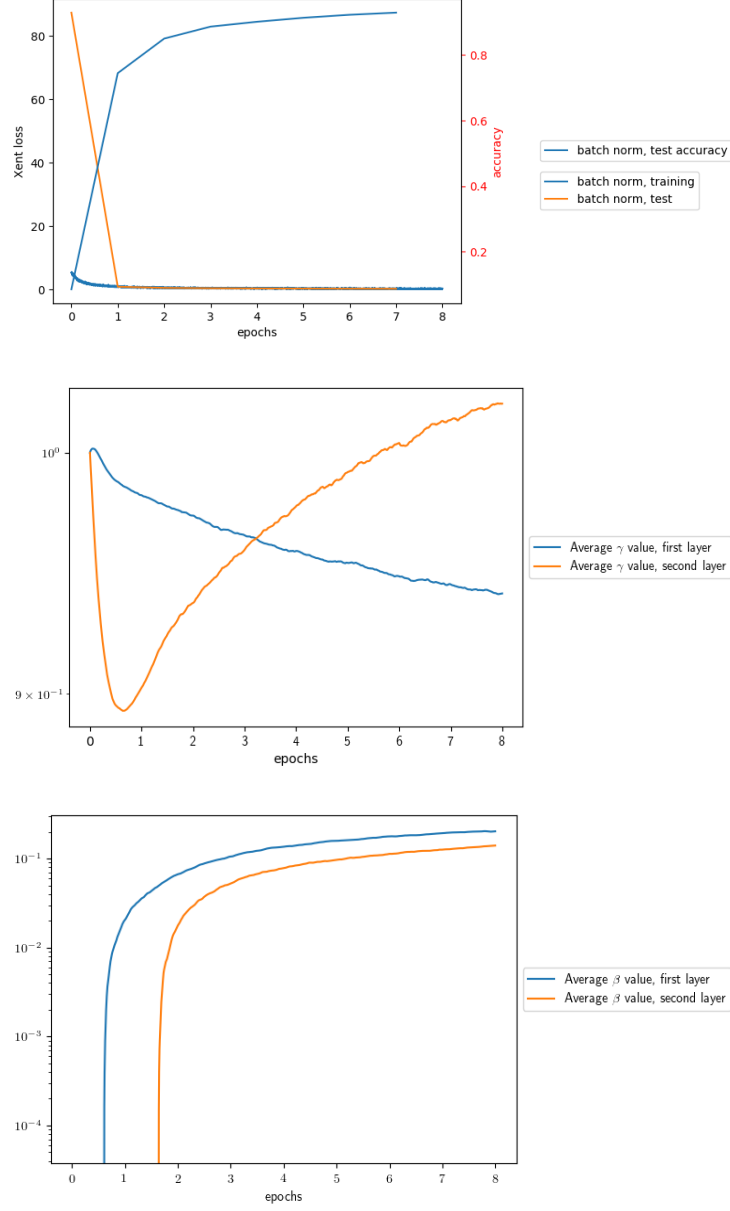 80
60
40
20
0
Xent loss
0 1 2 3 4 5 6 7 8
epochs
0.8
0.6
0.4
0.2
accuracy
batch norm, test accuracy
batch norm, training
batch norm, test
10⁰
9 × 10⁻¹
0 1 2 3 4 5 6 7 8
epochs
Average γ value, first layer
Average γ value, second layer
10⁻¹
10⁻²
10⁻³
10⁻⁴
0 1 2 3 4 5 6 7 8
epochs
Average β value, first layer
Average β value, second layer